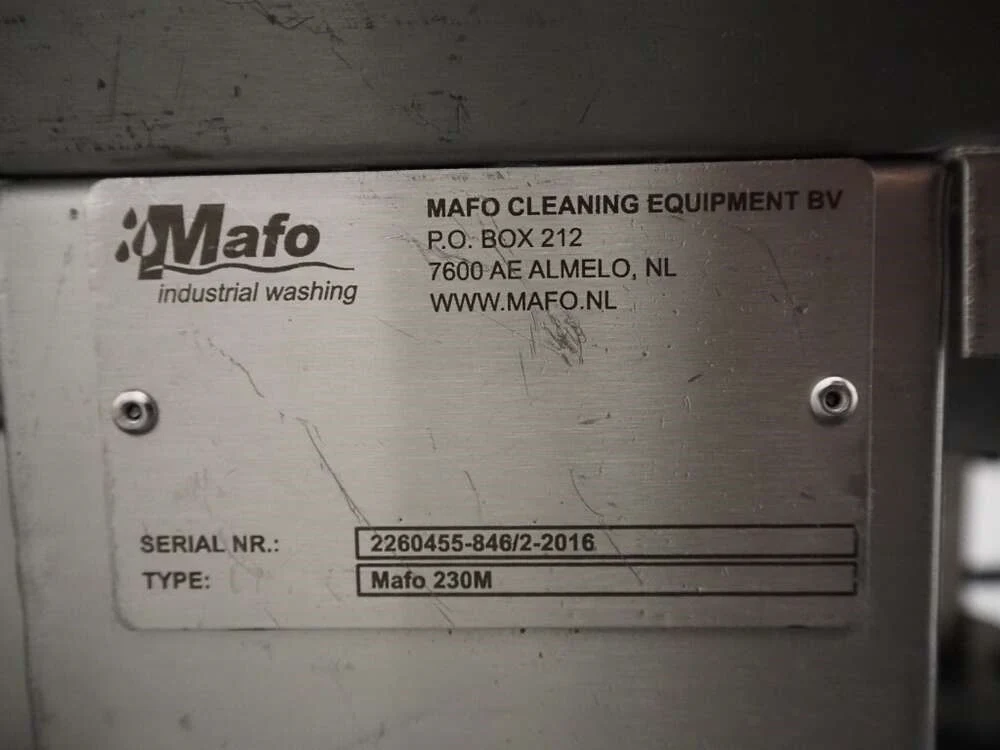 Mafo
industrial washing
MAFO CLEANING EQUIPMENT BV
P.O. BOX 212
7600 AE ALMELO, NL
WWW.MAFO.NL
SERIAL NR.: 2260455-846/2-2016
TYPE: Mafo 230M